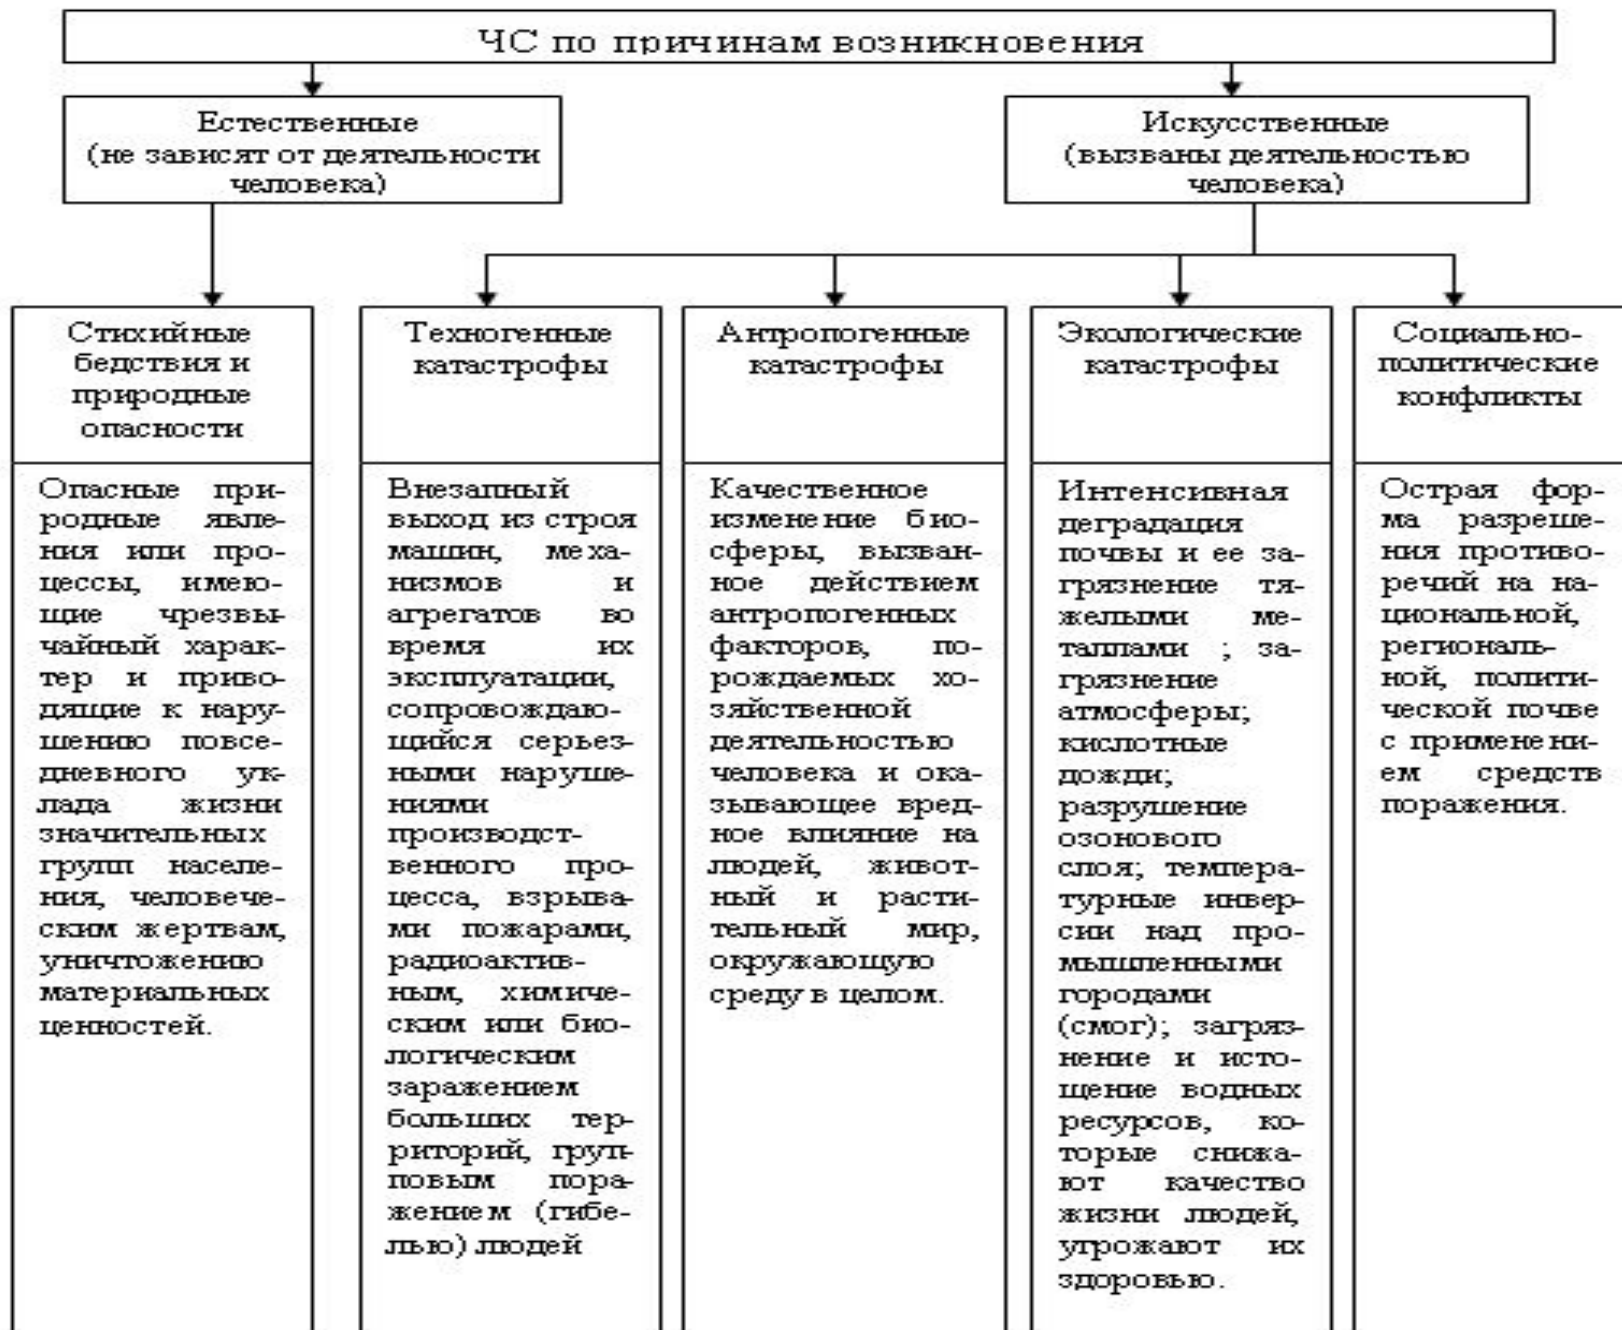 ЧС по причинам возникновения
Естественные
(не зависят от деятельности
человека)
Искусственные
(вызваны деятельностью
человека)
Стихийные
бедствия и
природные
опасности
Опасные при-
родные явле-
ния или про-
цессы, имею-
щие чрезвы-
чайный харак-
тер и приво-
дящие к нару-
шению повсе-
дневного ук-
лада жизни
значительных
групп населе-
ния, человече-
ским жертвам,
уничтожению
материальных
ценностей.
Техногенные
катастрофы
Внезапный
выход из строя
машин, меха-
низмов и
агрегатов во
время их
эксплуатации,
сопровождаю-
щийся серьез-
ными наруше-
ниями
производст-
венного про-
цесса, взрыва-
ми пожарами,
радиоактив-
ным, химиче-
ским или био-
логическим
заражением
больших тер-
риторий, груп-
повым пора-
жением (гибе-
лью) людей
Антропогенные
катастрофы
Качественное
изменение био-
сферы, вызван-
ное действием
антропогенных
факторов, по-
рождаемых хо-
зяйственной
деятельностью
человека и ока-
зывающее вред-
ное влияние на
людей, живот-
ный и расти-
тельный мир,
окружающую
среду в целом.
Экологические
катастрофы
Интенсивная
деградация
почвы и ее за-
грязнение тя-
желыми ме-
таллами ; за-
грязнение
атмосферы;
кислотные
дожди;
разрушение
озонового
слоя; темпера-
турные инвер-
сии над про-
мышленными
городами
(смог); загряз-
нение и исто-
щение водных
ресурсов, ко-
торые снижа-
ют качество
жизни людей,
угрожают их
здоровью.
Социально-
политические
конфликты
Острая фор-
ма разреше-
ния противо-
речий на на-
циональной,
региональ-
ной, полити-
ческой почве
с применени-
ем средств
поражения.